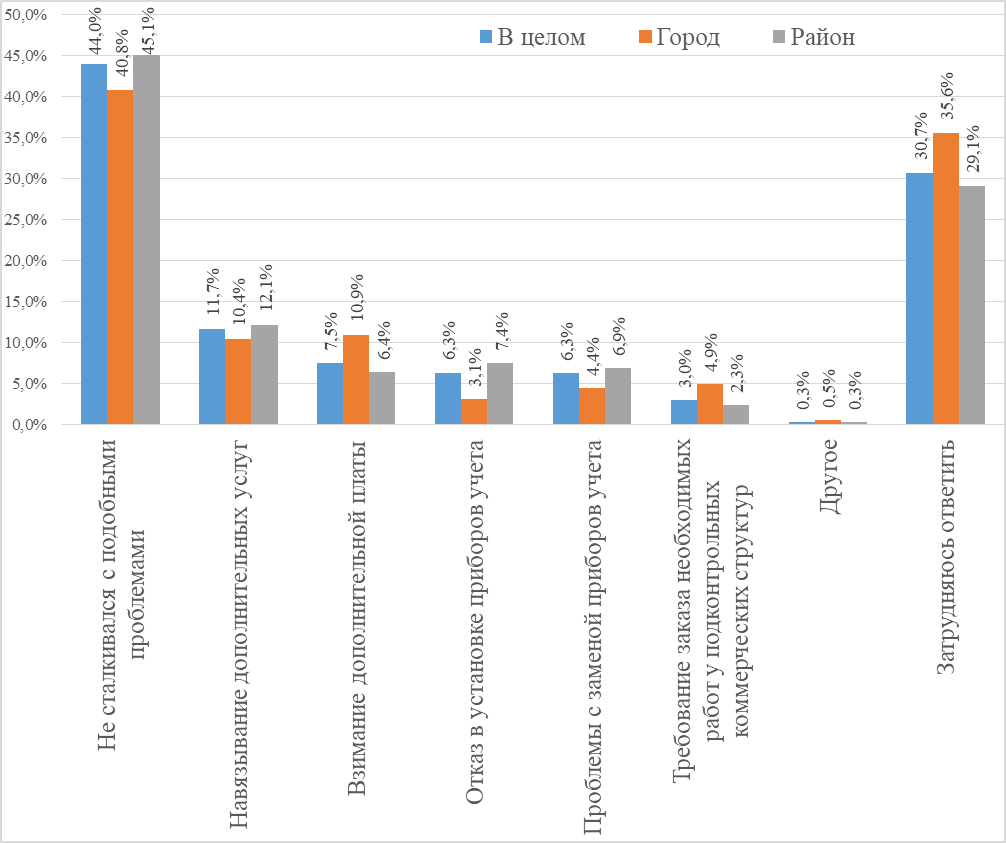 50,0%
45,0%
40,0%
35,0%
30,0%
25,0%
20,0%
15,0%
10,0%
5,0%
0,0%
В целом
Город
Район
44,0%
40,8%
45,1%
11,7%
10,4%
12,1%
7,5%
10,9%
6,4%
6,3%
3,1%
7,4%
6,3%
4,4%
6,9%
3,0%
4,9%
2,3%
0,3%
0,5%
0,3%
30,7%
35,6%
29,1%
Не сталкивался с подобными
проблемами
Навязывание дополнительных услуг
Взимание дополнительной платы
Отказ в установке приборов учета
Проблемы с заменой приборов учета
Требование заказа необходимых
работ у подконтрольных
коммерческих структур
Другое
Затрудняюсь ответить